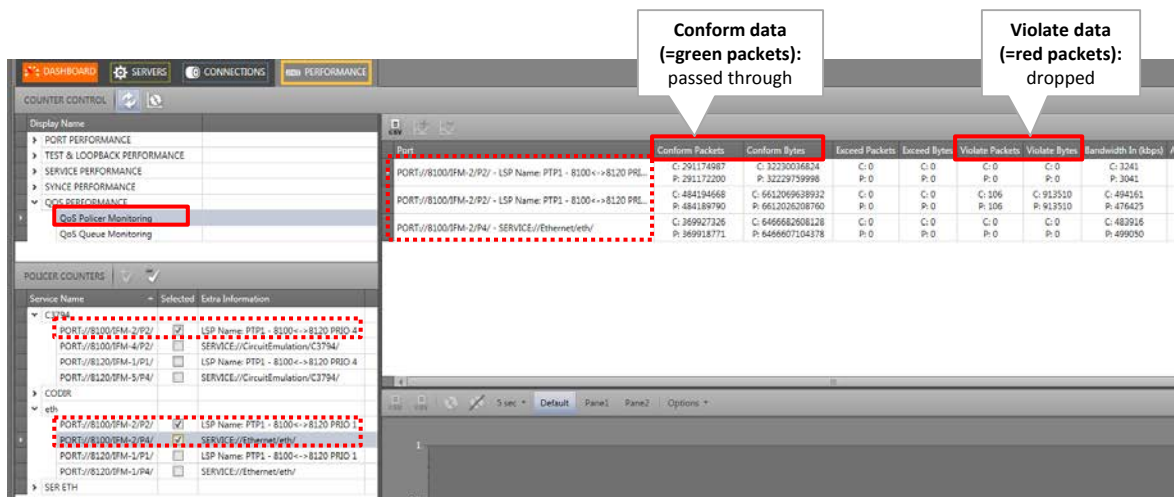 Conform data
(=green packets):
passed through
Violate data
(=red packets):
dropped
DASHBOARD SERVERS CONNECTIONS PERFORMANCE
COUNTER CONTROL
Display Name
PORT PERFORMANCE
TEST & LOOPBACK PERFORMANCE
SERVICE PERFORMANCE
SYNCE PERFORMANCE
QOS PERFORMANCE
QoS Policer Monitoring
QoS Queue Monitoring
CSV
Port Conform Packets Conform Bytes Exceed Packets Exceed Bytes Violate Packets Violate Bytes Bandwidth In (kbps)
PORT://8100/IFM-2/P2/ - LSP Name: PTP1 - 8100<->8120 PRI... C: 291174987 C: 32230036824 C: 0 C: 0 C: 0 C: 0 C: 3241
P: 291172200 P: 32229759998 P: 0 P: 0 P: 0 P: 0 P: 3041
PORT://8100/IFM-2/P2/ - LSP Name: PTP1 - 8100<->8120 PRI... C: 484194668 C: 6612069638932 C: 0 C: 0 C: 106 C: 913510 C: 494161
P: 484189790 P: 6612026208760 P: 0 P: 0 P: 106 P: 913510 P: 476425
PORT://8100/IFM-2/P4/ - SERVICE://Ethernet/eth/ C: 369927326 C: 6466682608128 C: 0 C: 0 C: 0 C: 0 C: 483916
P: 369918771 P: 6466607104378 P: 0 P: 0 P: 0 P: 0 P: 499050
POLICER COUNTERS
Service Name Selected Extra Information
C3794
PORT://8100/IFM-2/P2/ LSP Name: PTP1 - 8100<->8120 PRIO 4
PORT://8100/IFM-4/P2/ SERVICE://CircuitEmulation/C3794/
PORT://8120/IFM-1/P1/ LSP Name: PTP1 - 8100<->8120 PRIO 4
PORT://8120/IFM-5/P4/ SERVICE://CircuitEmulation/C3794/
CODIR
eth
PORT://8100/IFM-2/P2/ LSP Name: PTP1 - 8100<->8120 PRIO 1
PORT://8100/IFM-2/P4/ SERVICE://Ethernet/eth/
PORT://8120/IFM-1/P1/ LSP Name: PTP1 - 8100<->8120 PRIO 1
PORT://8120/IFM-1/P4/ SERVICE://Ethernet/eth/
SER ETH
5 sec Default Panel Pane2 Options
1